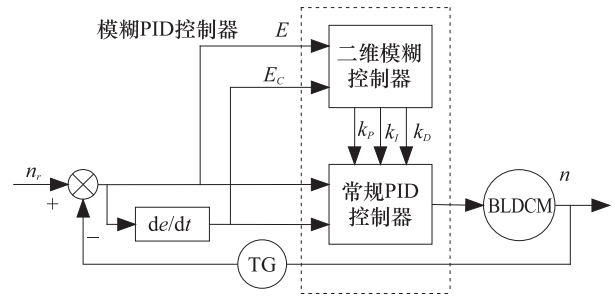 模糊PID控制器
E
二维模糊
控制器
E_C
k_P k_I k_D
n_r
+
−
常规PID
控制器
de/dt
BLDCM
n
TG